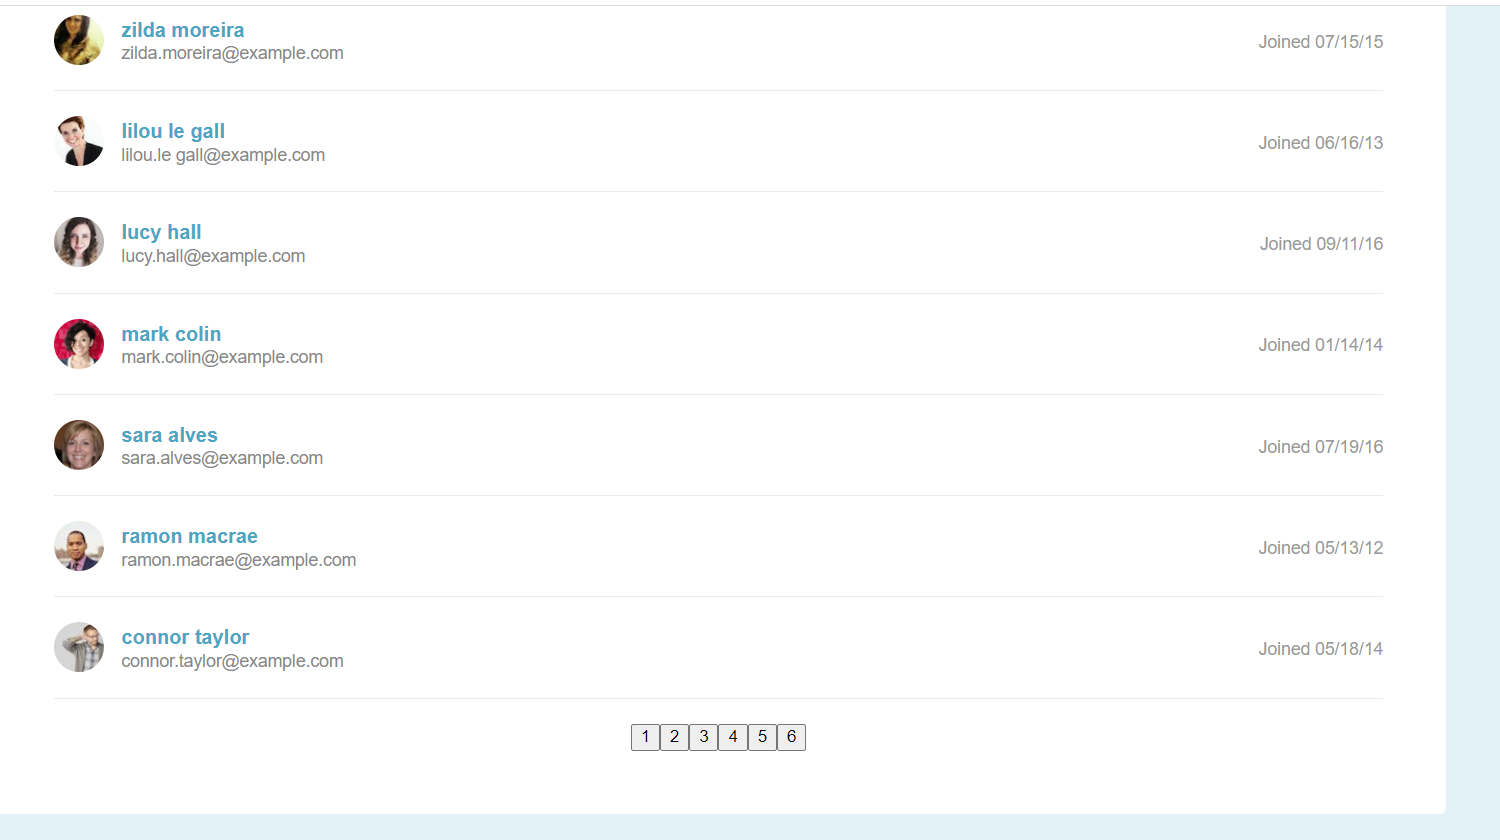 zilda moreira
zilda.moreira@example.com
Joined 07/15/15
lilou le gall
lilou.le gall@example.com
Joined 06/16/13
lucy hall
lucy.hall@example.com
Joined 09/11/16
mark colin
mark.colin@example.com
Joined 01/14/14
sara alves
sara.alves@example.com
Joined 07/19/16
ramon macrae
ramon.macrae@example.com
Joined 05/13/12
connor taylor
connor.taylor@example.com
Joined 05/18/14
1 2 3 4 5 6